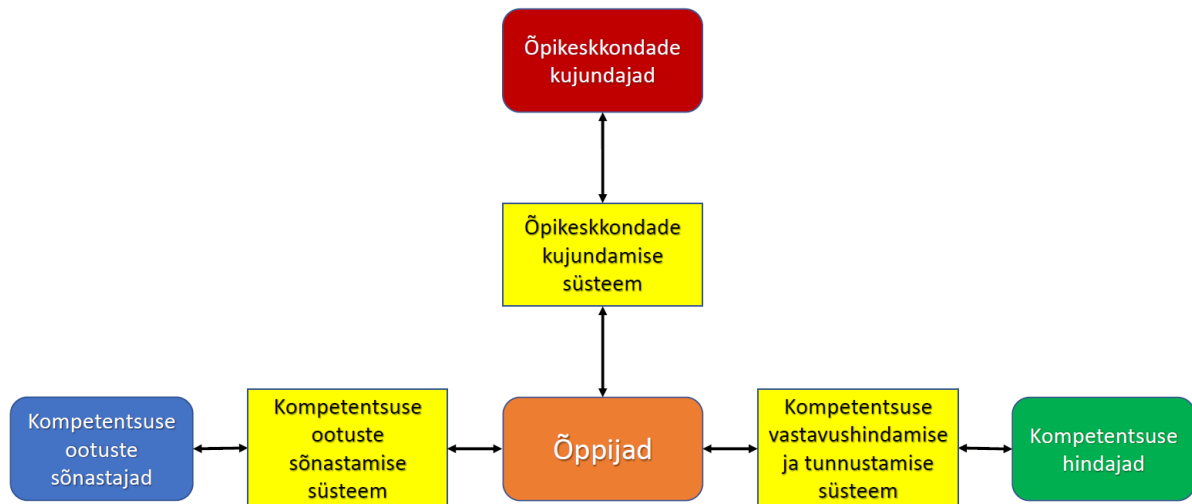 Õpikeskkondade
kujundajad
Õpikeskkondade
kujundamise
süsteem
Kompetentsuse
ootuste
sõnastajad
Kompetentsuse
ootuste
sõnastamise
süsteem
Õppijad
Kompetentsuse
vastavushindamise
ja tunnustamise
süsteem
Kompetentsuse
hindajad